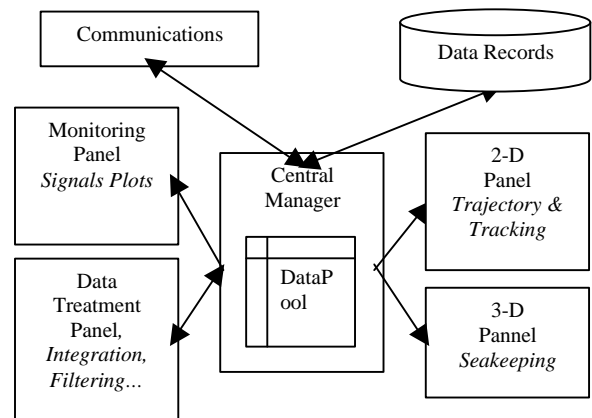 Communications
Data Records
Monitoring
Panel
Signals Plots
Central
Manager
DataP
ool
2-D
Panel
Trajectory &
Tracking
Data
Treatment
Panel,
Integration,
Filtering…
3-D
Pannel
Seakeeping